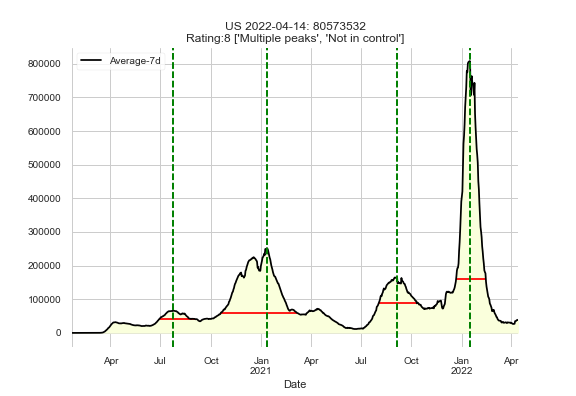 US 2022-04-14: 80573532
Rating:8 ['Multiple peaks', 'Not in control']
Average-7d
800000
700000
600000
500000
400000
300000
200000
100000
0
Apr Jul Oct Jan Apr Jul Oct Jan Apr
2021 2022
Date